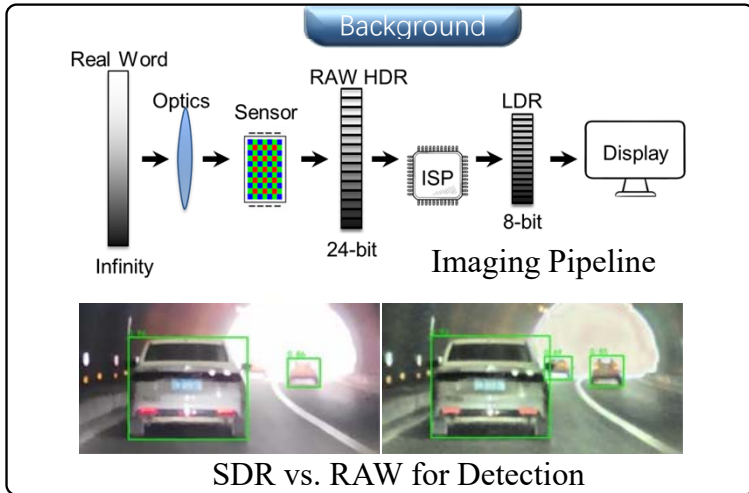 Background
Real Word
Optics
Sensor
RAW HDR
LDR
ISP
Display
Infinity
24-bit
8-bit
Imaging Pipeline
SDR vs. RAW for Detection